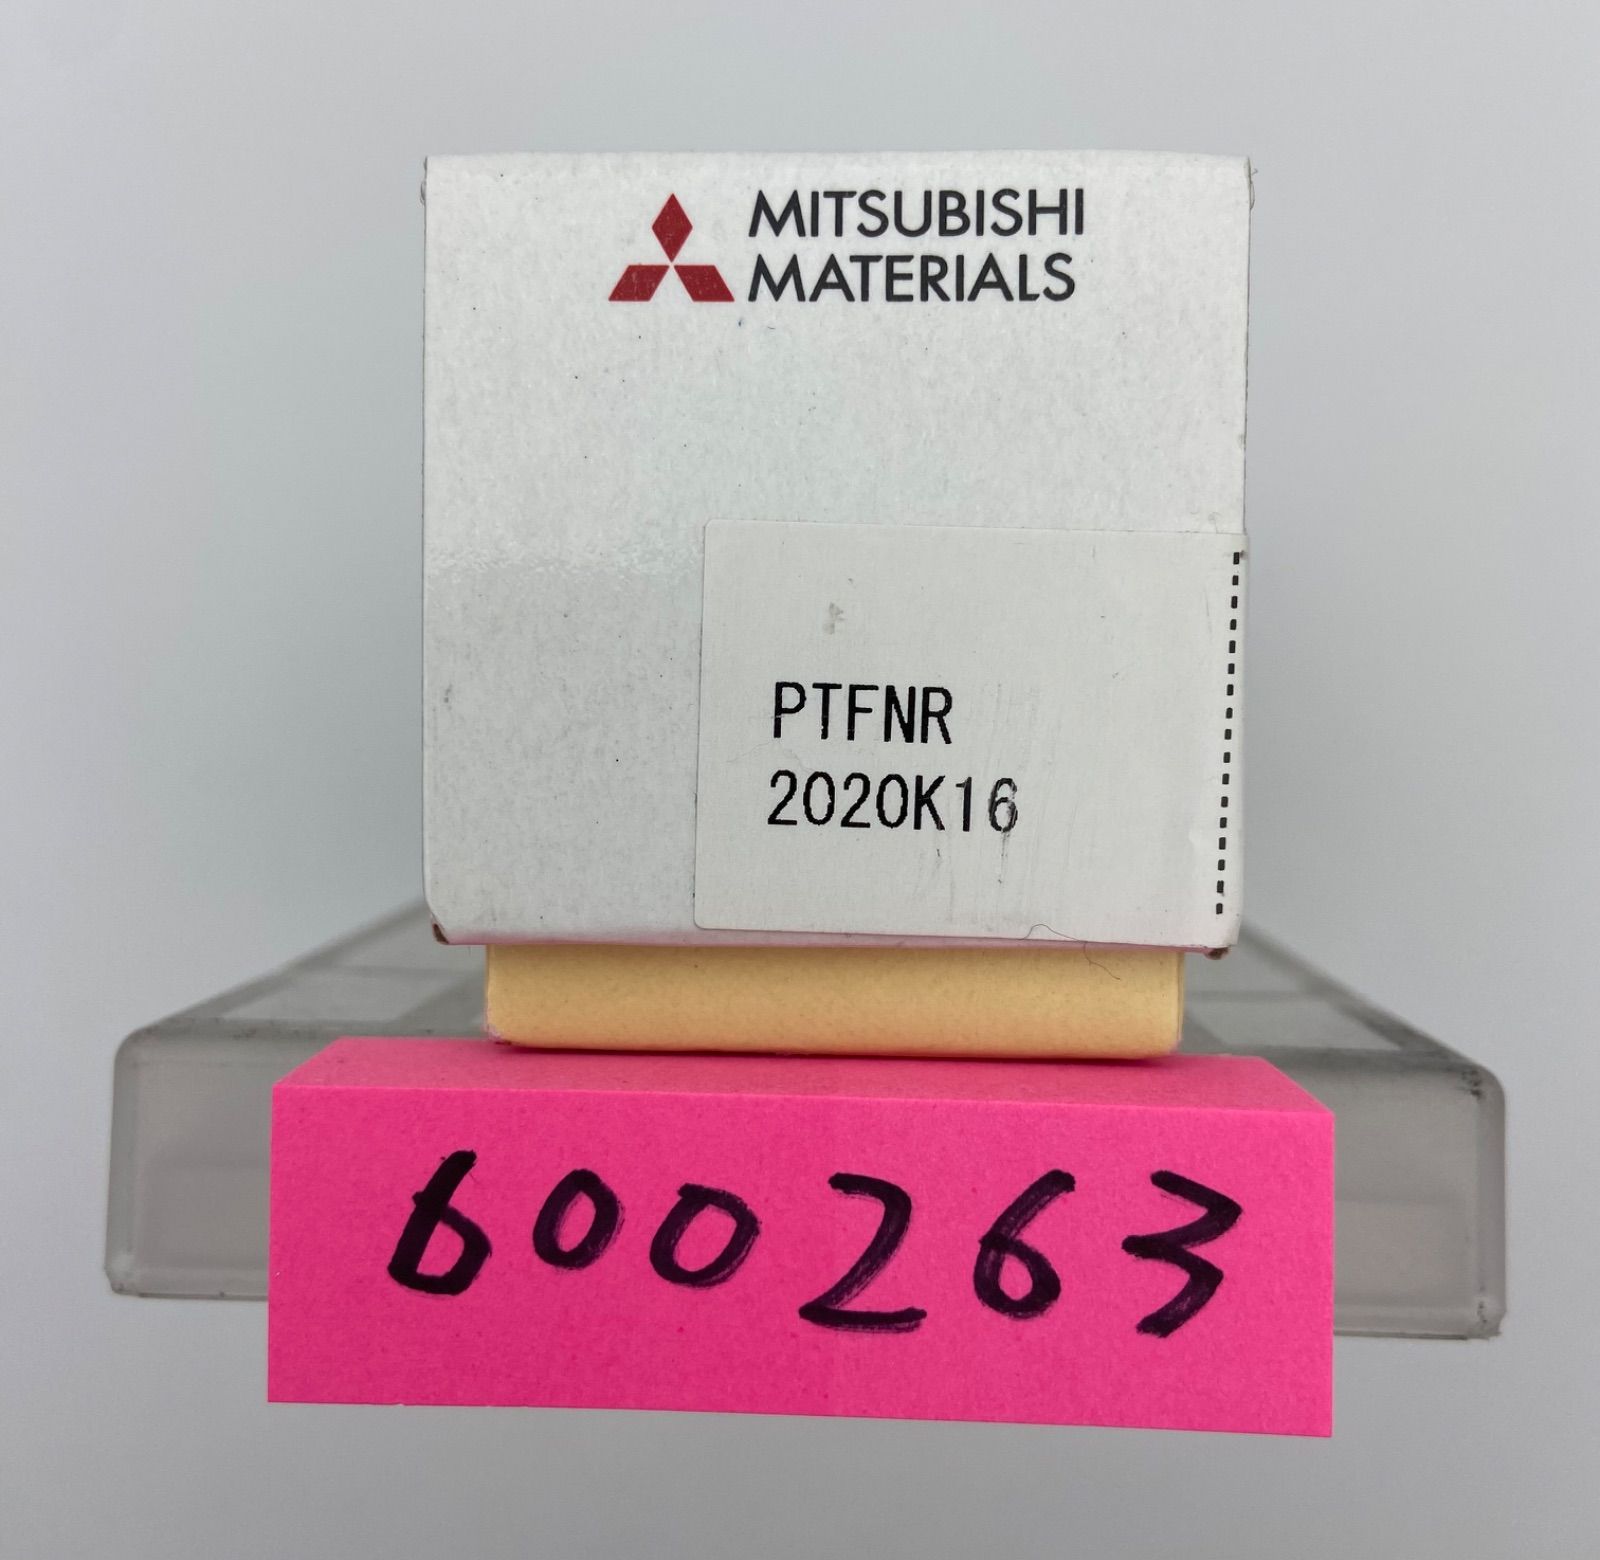 MITSUBISHI
MATERIALS
PTFNR
2020K16
600263